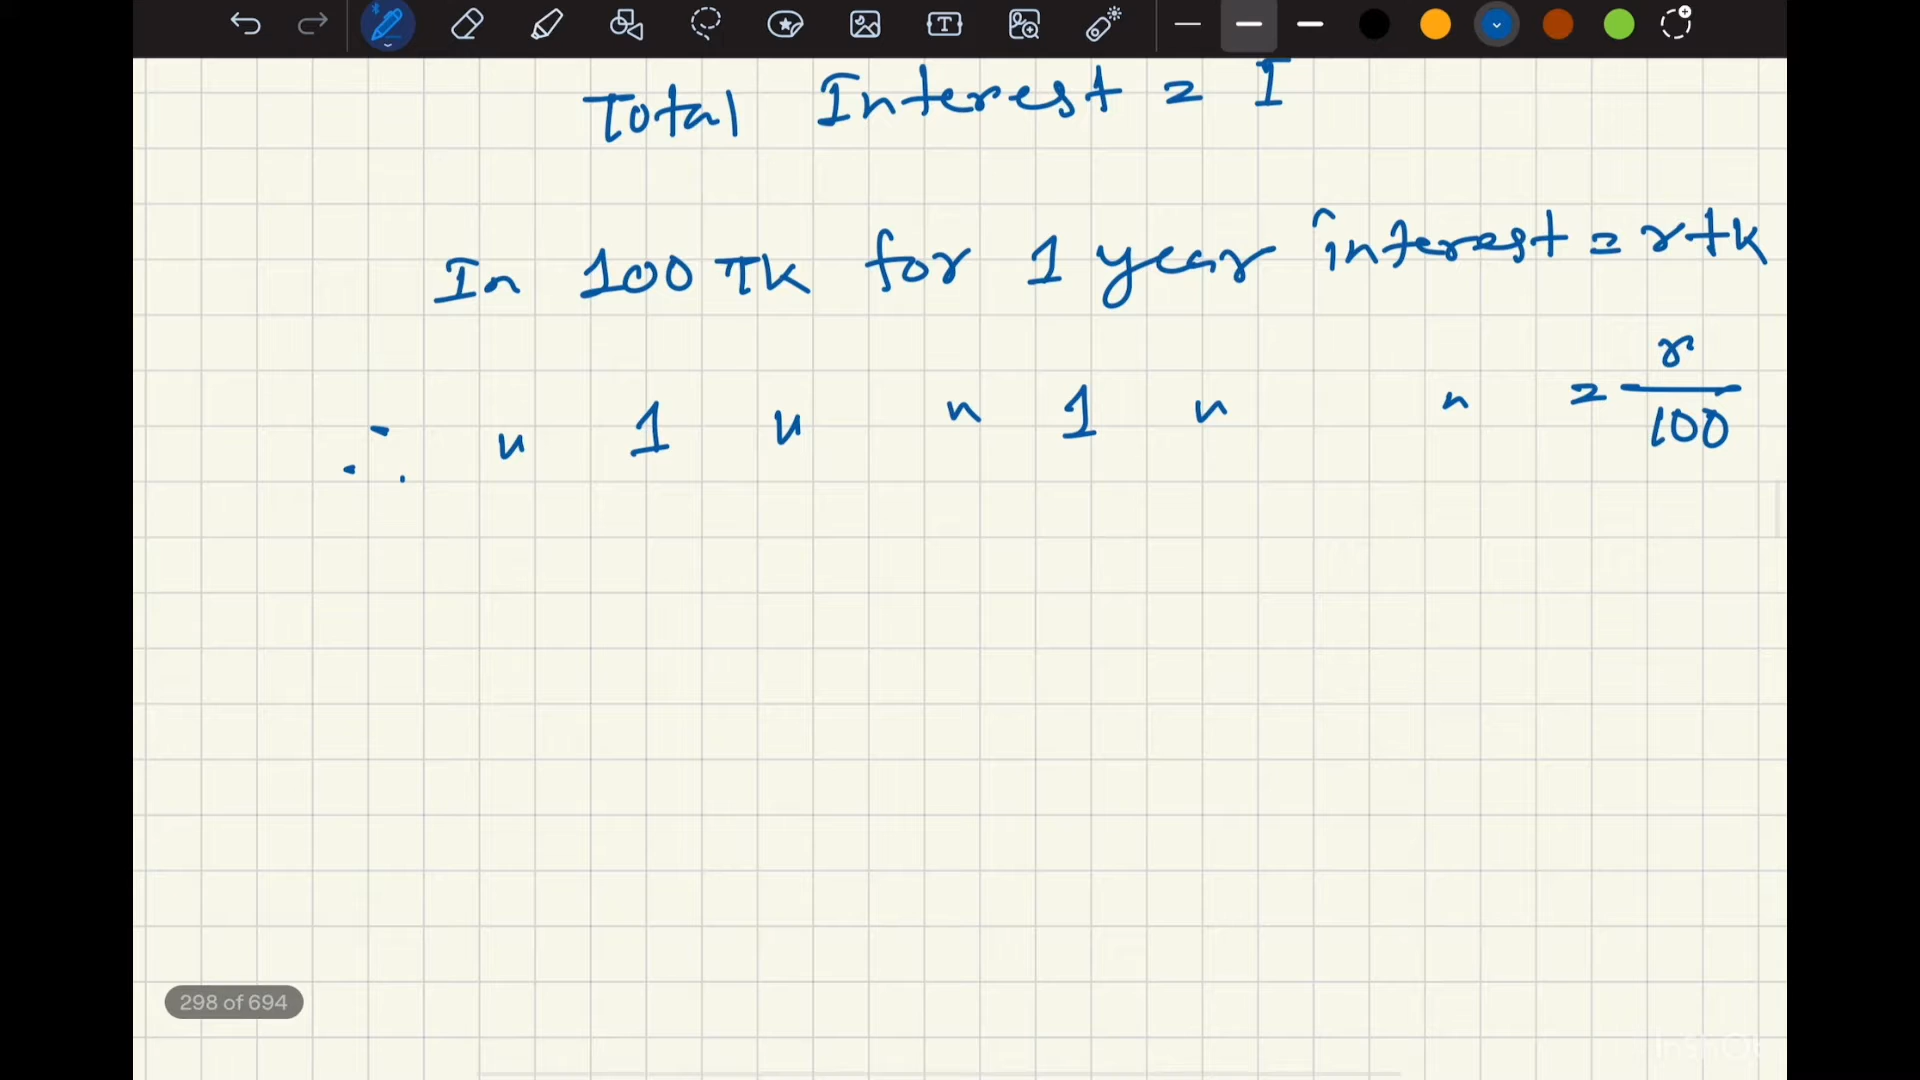 Total Interest = I
In 100 Tk for 1 year interest = r tk
∴ " 1 " " 1 " " = r/100
298 of 694